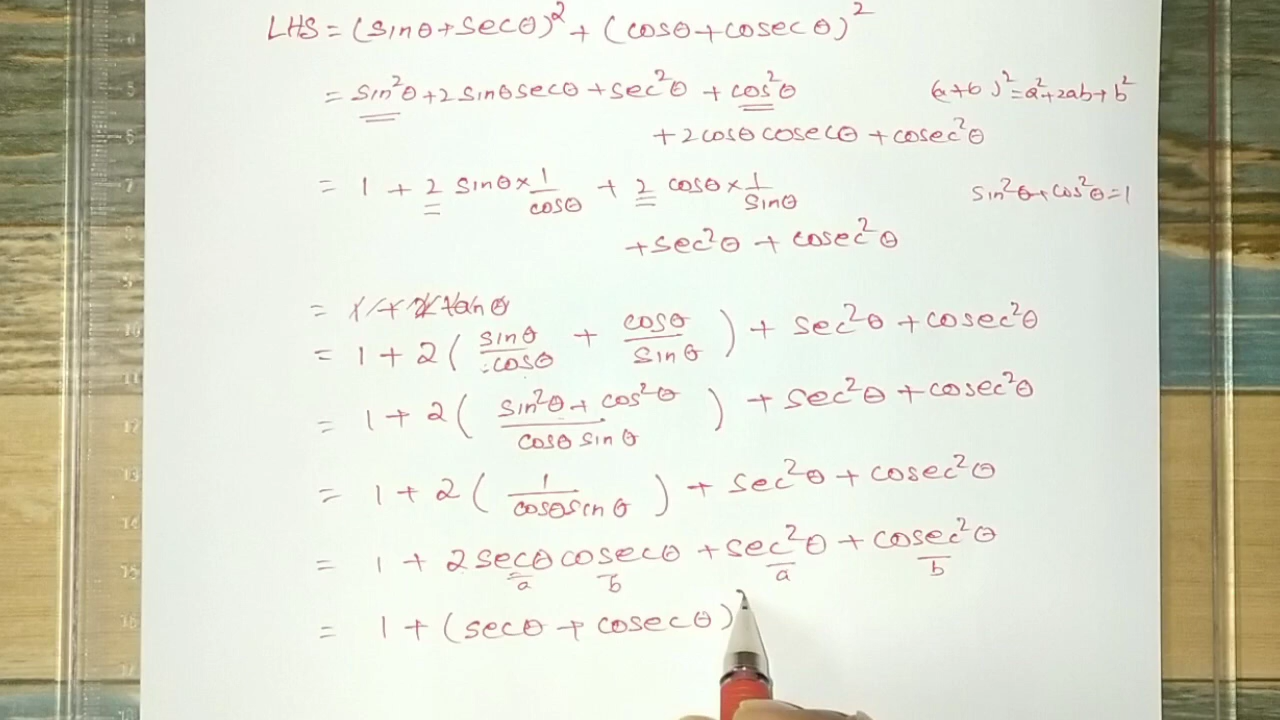 LHS = (sinθ+secθ)² + (cosθ+cosecθ)²
= sin²θ+2 sinθ secθ +sec²θ + cos²θ
(a+b)²=a²+2ab+b²
+2cosθ cosecθ +cosec²θ
= 1 + 2 sinθ×1/cosθ + 2 cosθ×1/sinθ
sin²θ+cos²θ=1
+sec²θ + cosec²θ
= 1+2 tanθ
= 1 + 2 ( sinθ/cosθ + cosθ/sinθ ) + sec²θ + cosec²θ
= 1 + 2 ( sin²θ + cos²θ/cosθ sinθ ) + sec²θ + cosec²θ
= 1 + 2 ( 1/cosθ sinθ ) + sec²θ + cosec²θ
= 1 + 2 secθ cosecθ + sec²θ + cosec²θ
a b a b
= 1 + (secθ + cosecθ)